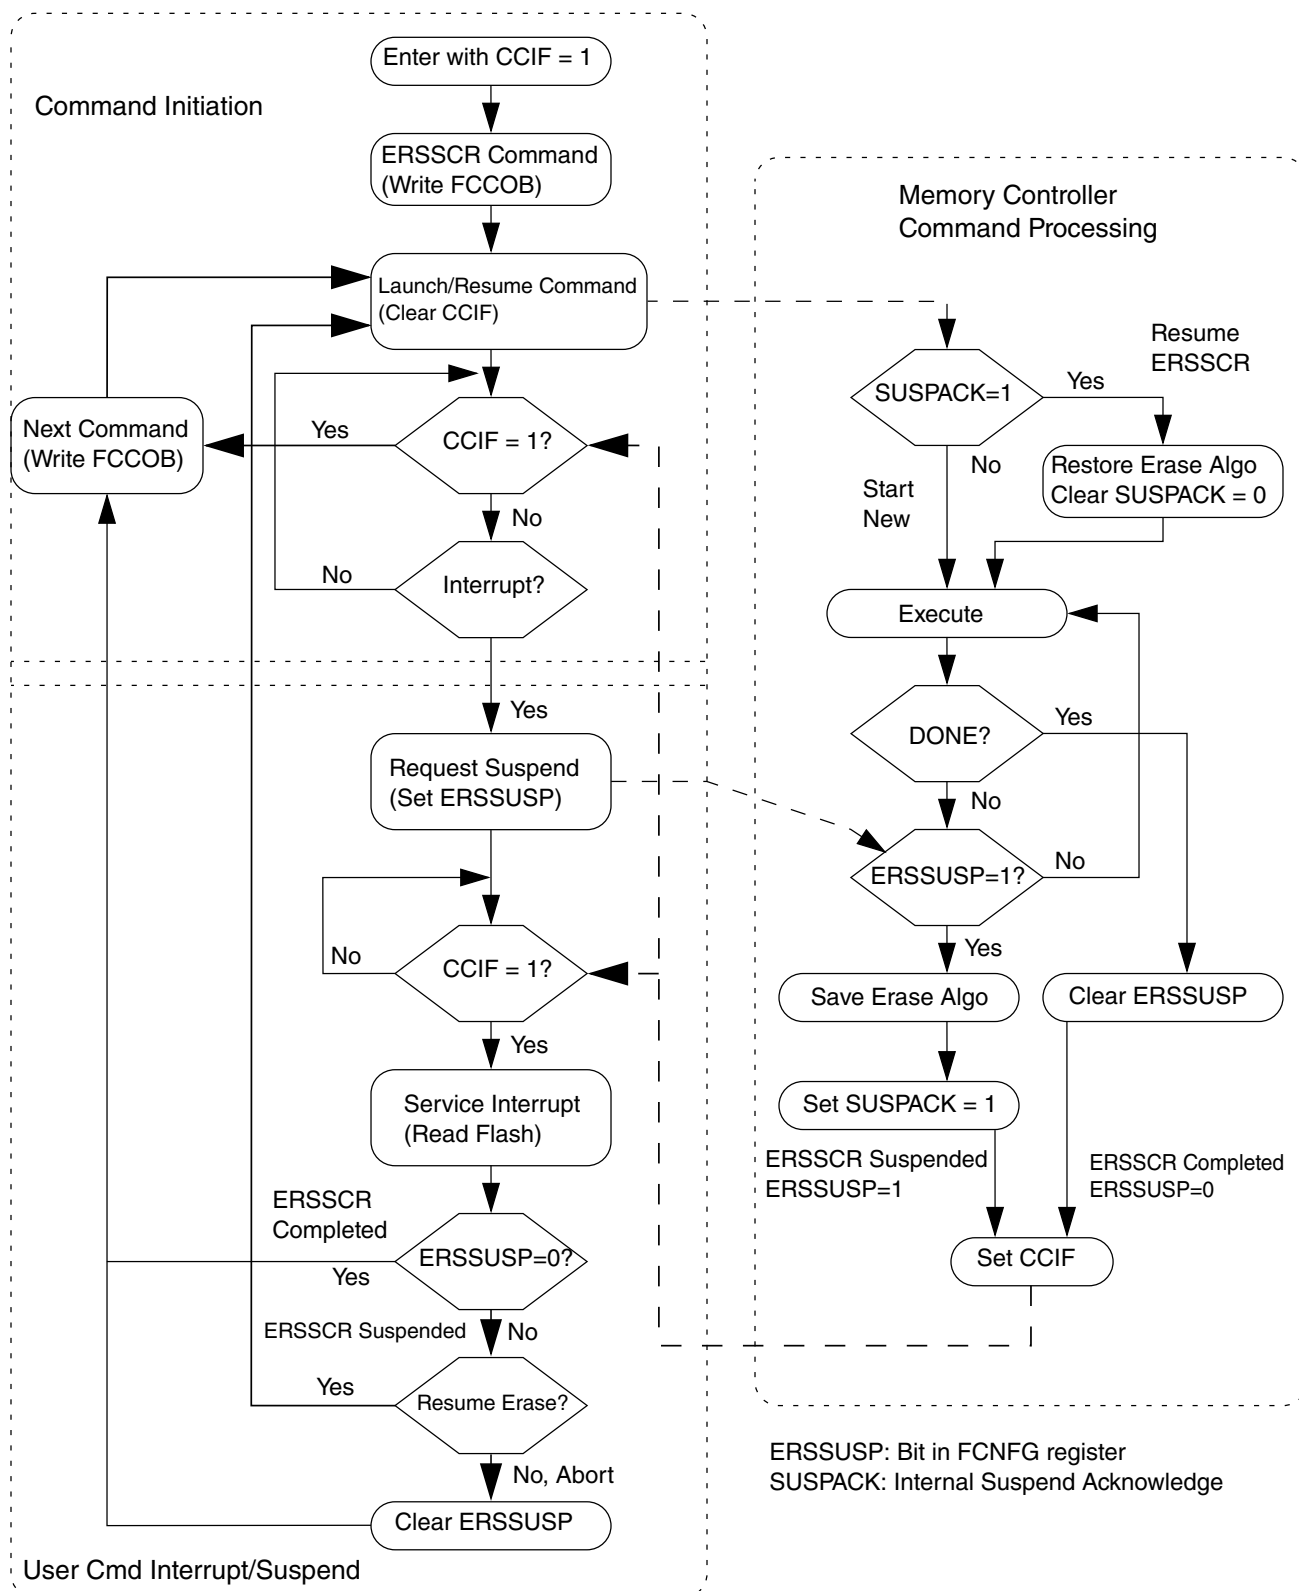 Enter with CCIF = 1
Command Initiation
ERSSCR Command
(Write FCCOB)
Launch/Resume Command
(Clear CCIF)
Next Command
(Write FCCOB)
Yes
CCIF = 1?
No
No
Interrupt?
Yes
Request Suspend
(Set ERSSUSP)
No
CCIF = 1?
Yes
Service Interrupt
(Read Flash)
ERSSCR
Completed
ERSSUSP=0?
Yes
ERSSCR Suspended
No
Yes
Resume Erase?
No, Abort
Clear ERSSUSP
User Cmd Interrupt/Suspend
Memory Controller
Command Processing
Resume
ERSSCR
SUSPACK=1
Yes
No
Start
New
Restore Erase Algo
Clear SUSPACK = 0
Execute
DONE?
Yes
No
ERSSUSP=1?
No
Yes
Save Erase Algo
Clear ERSSUSP
Set SUSPACK = 1
ERSSCR Suspended
ERSSUSP=1
ERSSCR Completed
ERSSUSP=0
Set CCIF
ERSSUSP: Bit in FCNFG register
SUSPACK: Internal Suspend Acknowledge